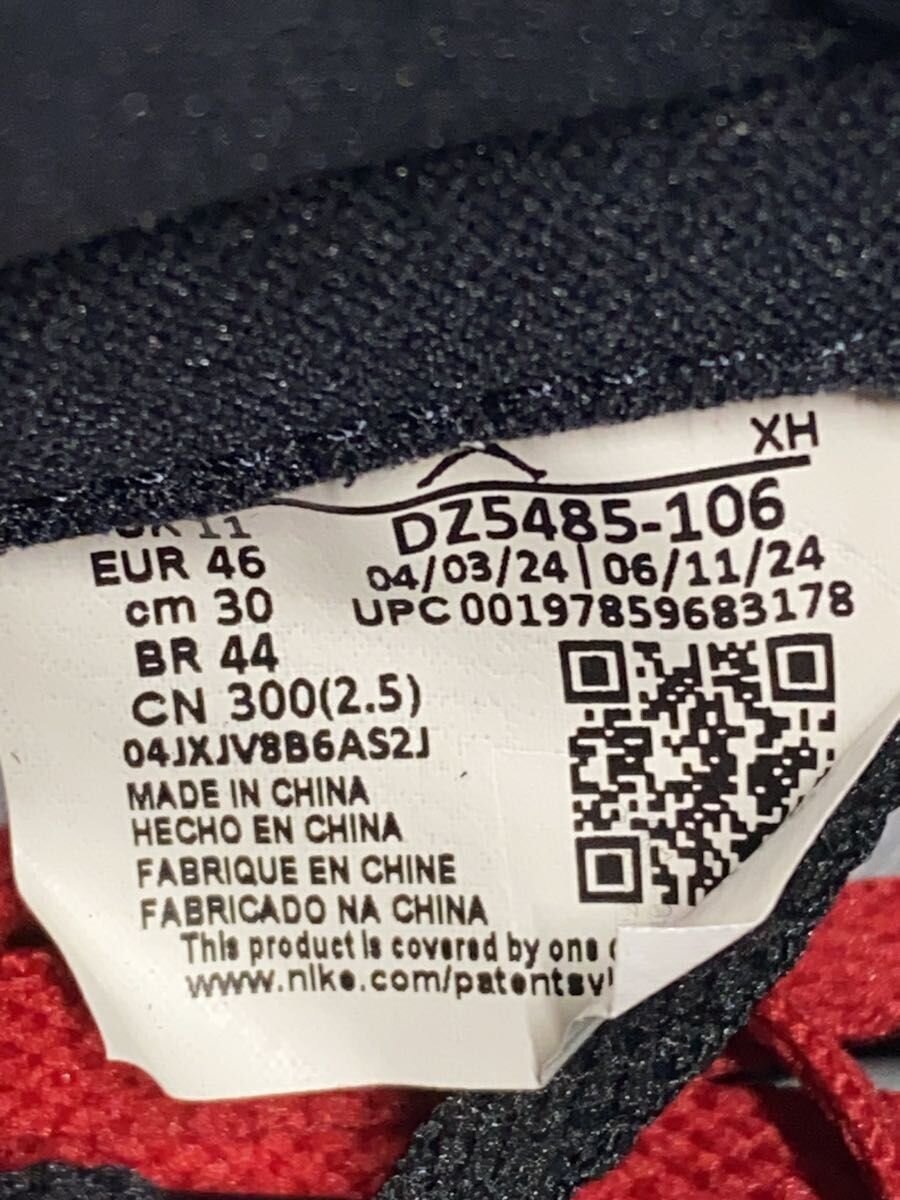 XH
UK 11
DZ5485-106
EUR 46
04/03/24 | 06/11/24
cm 30
UPC 00197859683178
BR 44
CN 300(2.5)
04JXJV8B6AS2J
MADE IN CHINA
HECHO EN CHINA
FABRIQUE EN CHINE
FABRICADO NA CHINA
This product is covered by one
www.nike.com/patents